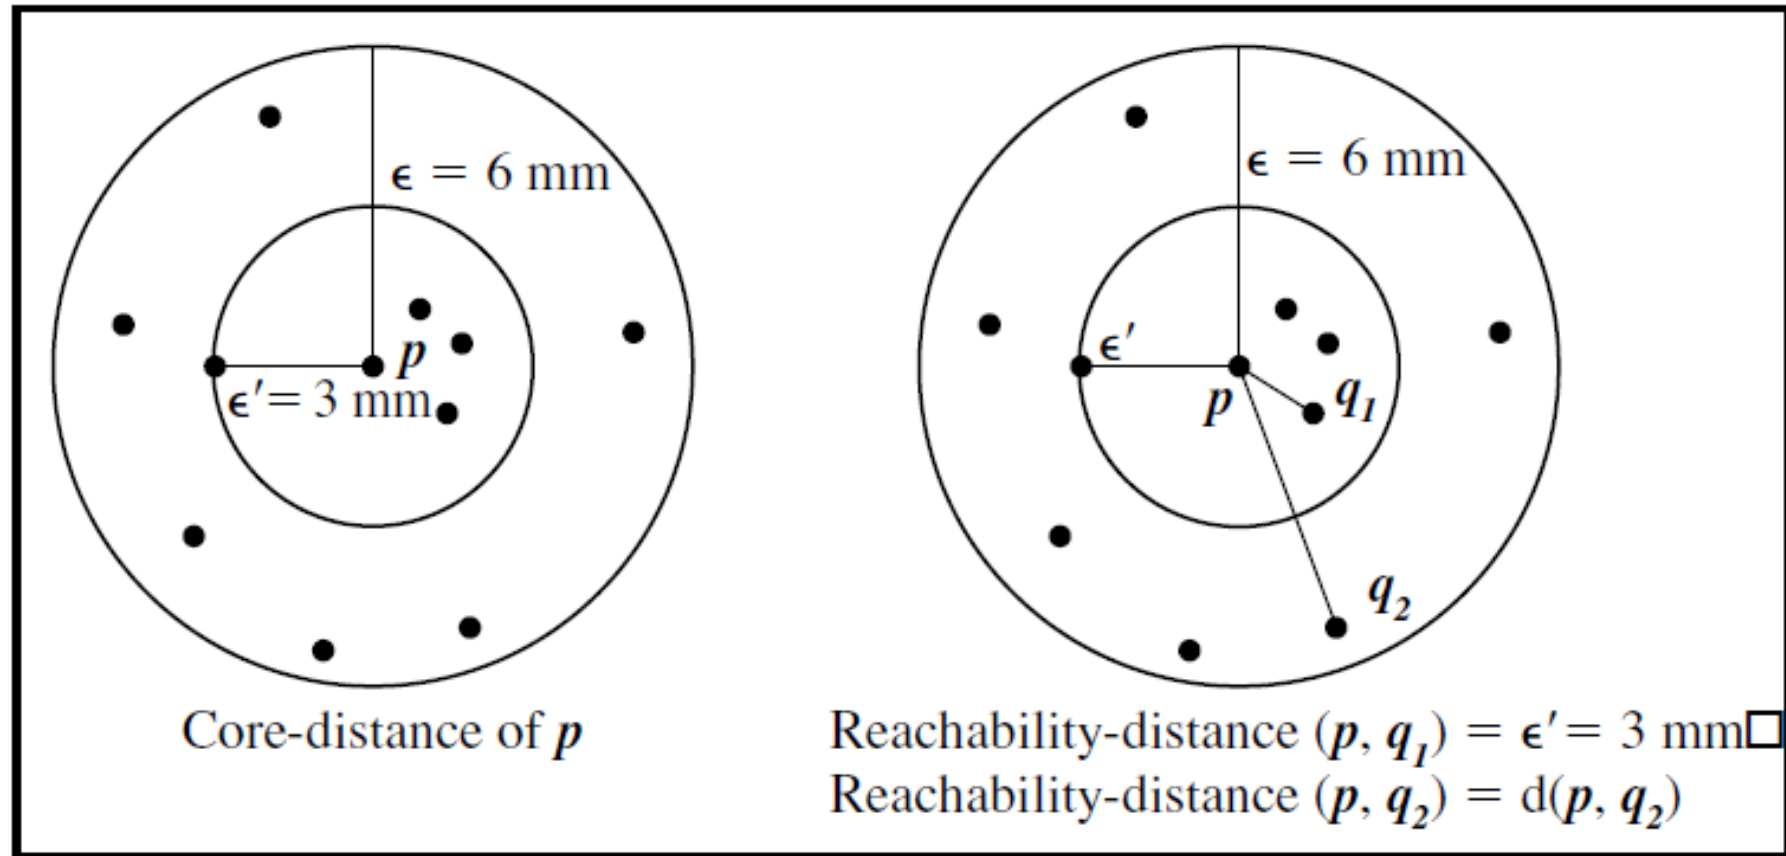 ϵ = 6 mm
p
ϵ′= 3 mm
Core-distance of p
ϵ = 6 mm
ϵ′
p
q₁
q₂
Reachability-distance (p, q₁) = ϵ′= 3 mm□
Reachability-distance (p, q₂) = d(p, q₂)